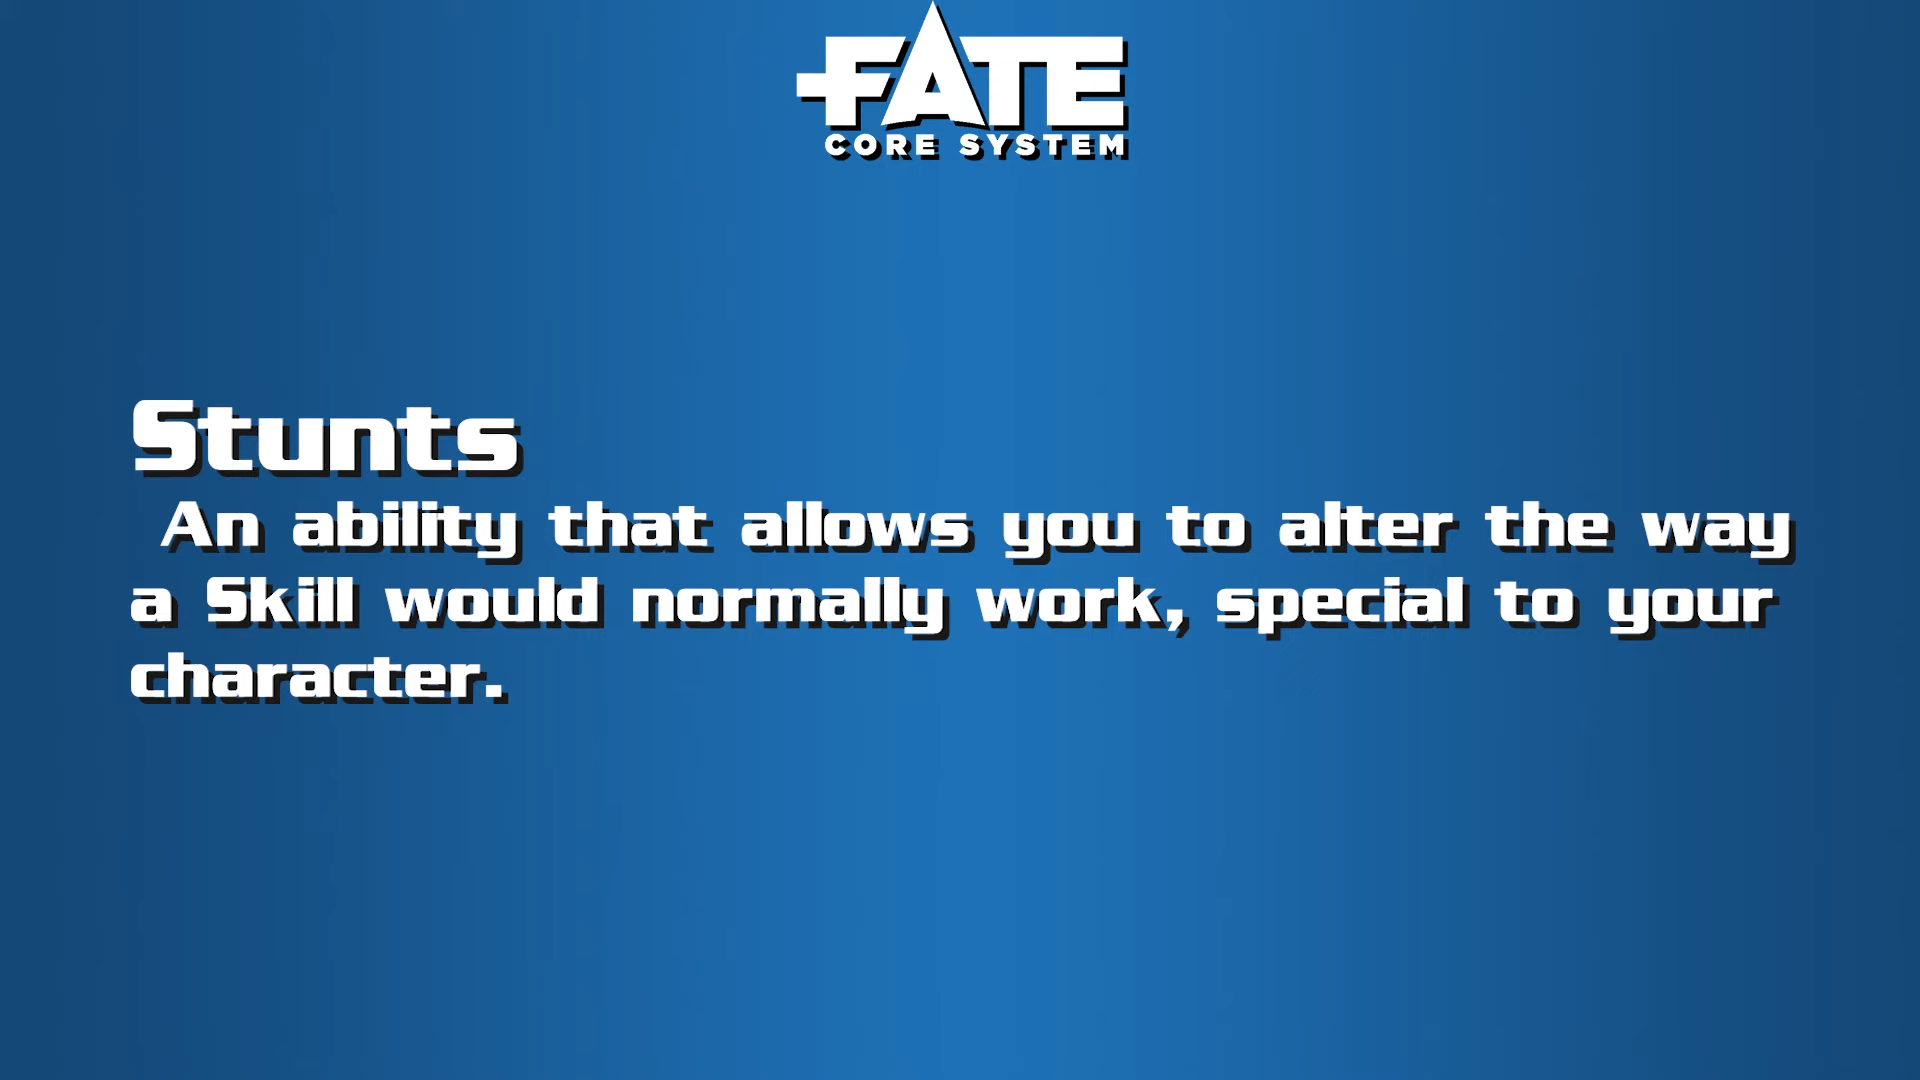 FATE
CORE SYSTEM
Stunts
An ability that allows you to alter the way
a Skill would normally work, special to your
character.